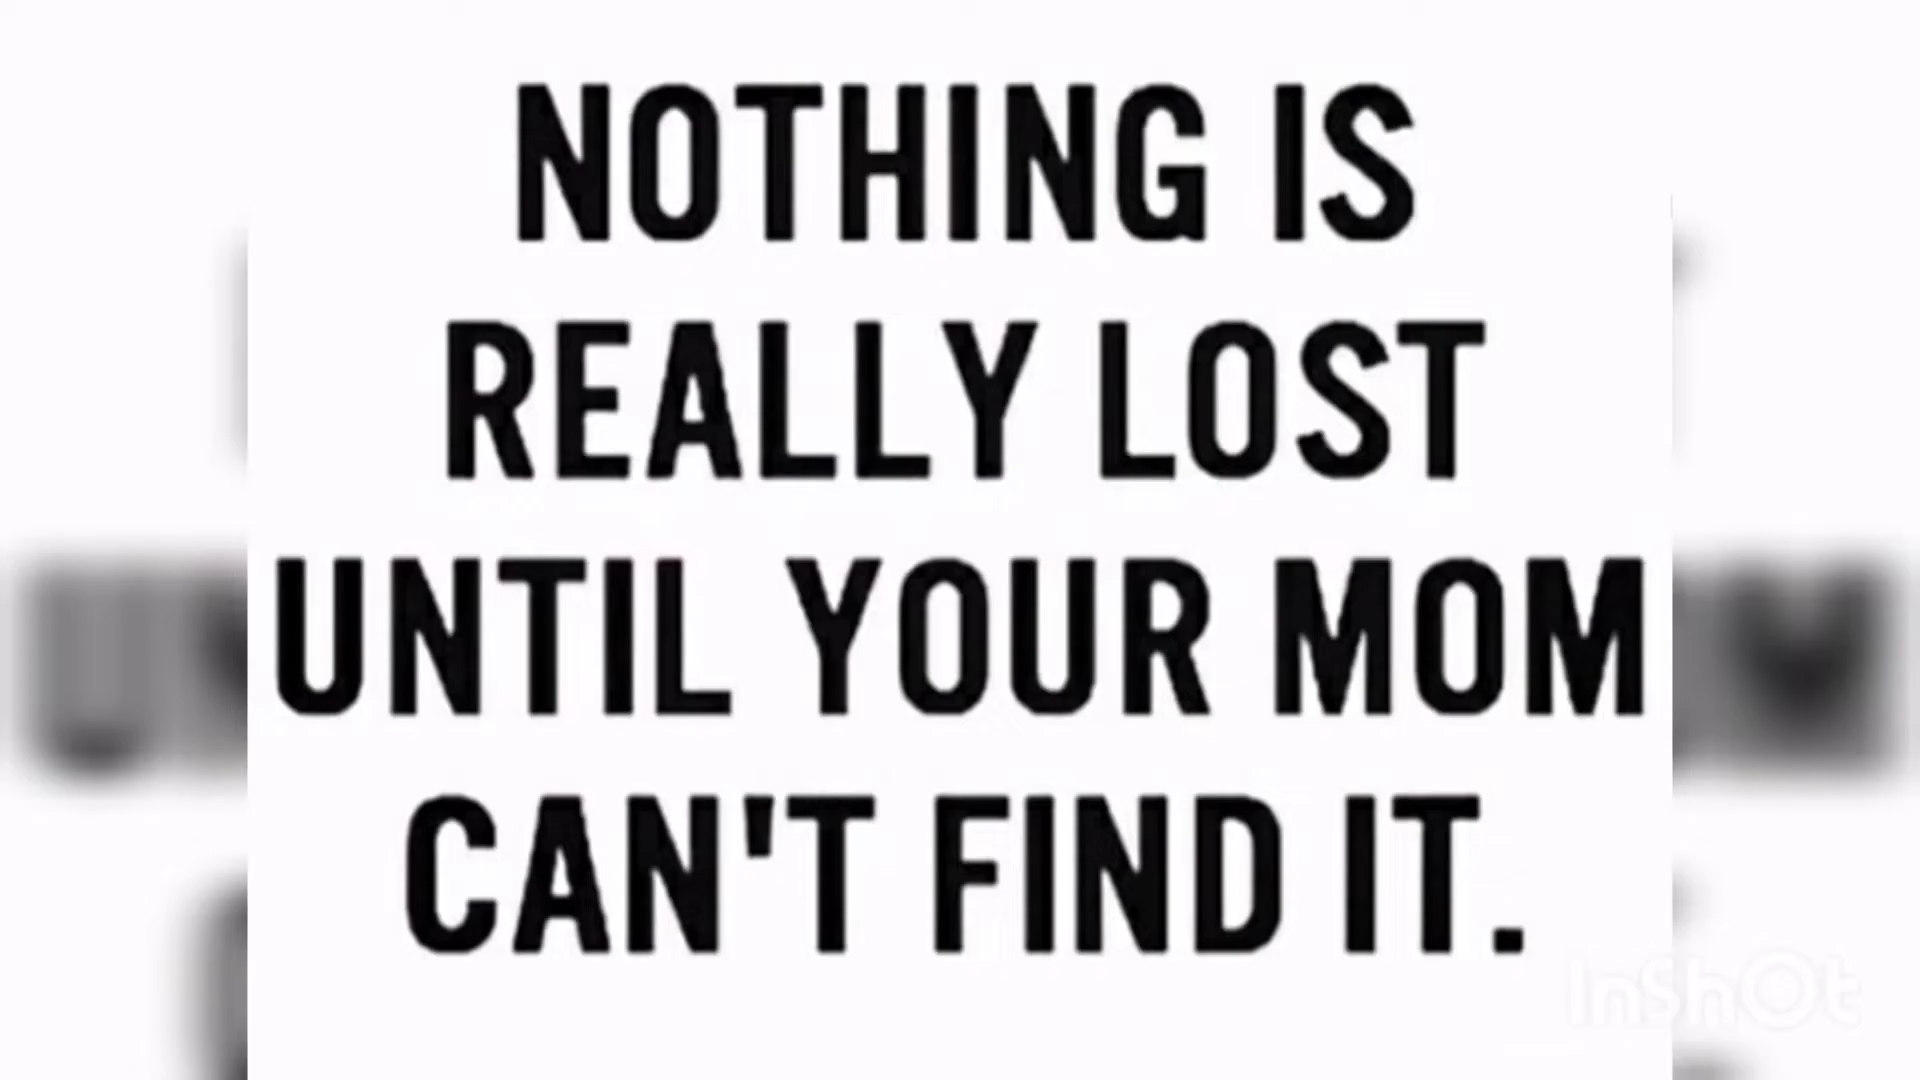 NOTHING IS
REALLY LOST
UNTIL YOUR MOM
CAN'T FIND IT.
InShOt